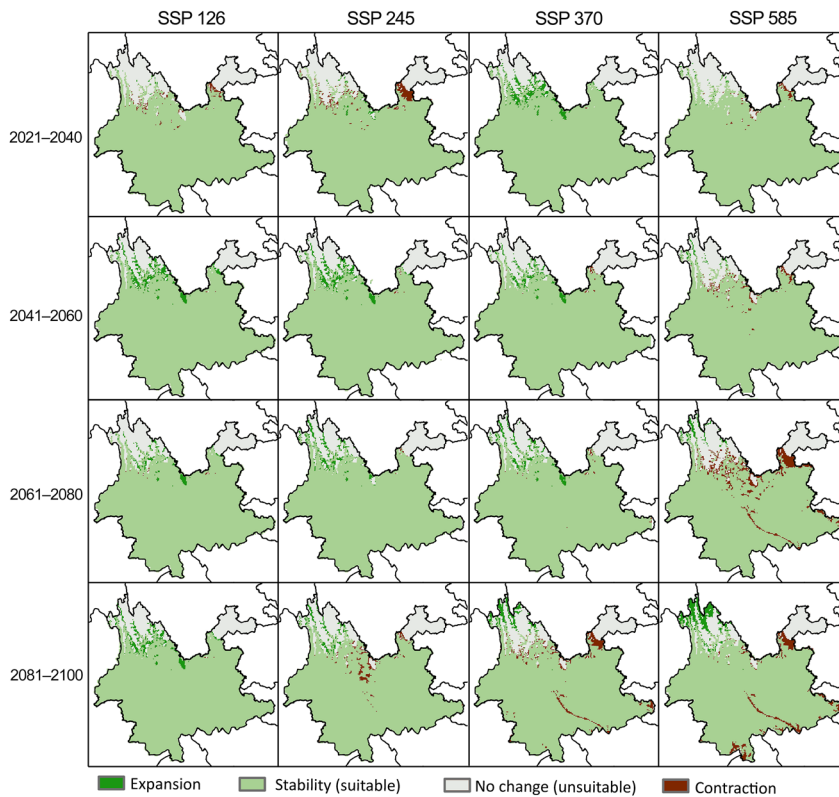 SSP 126 SSP 245 SSP 370 SSP 585
2021–2040
2041–2060
2061–2080
2081–2100
Expansion Stability (suitable) No change (unsuitable) Contraction